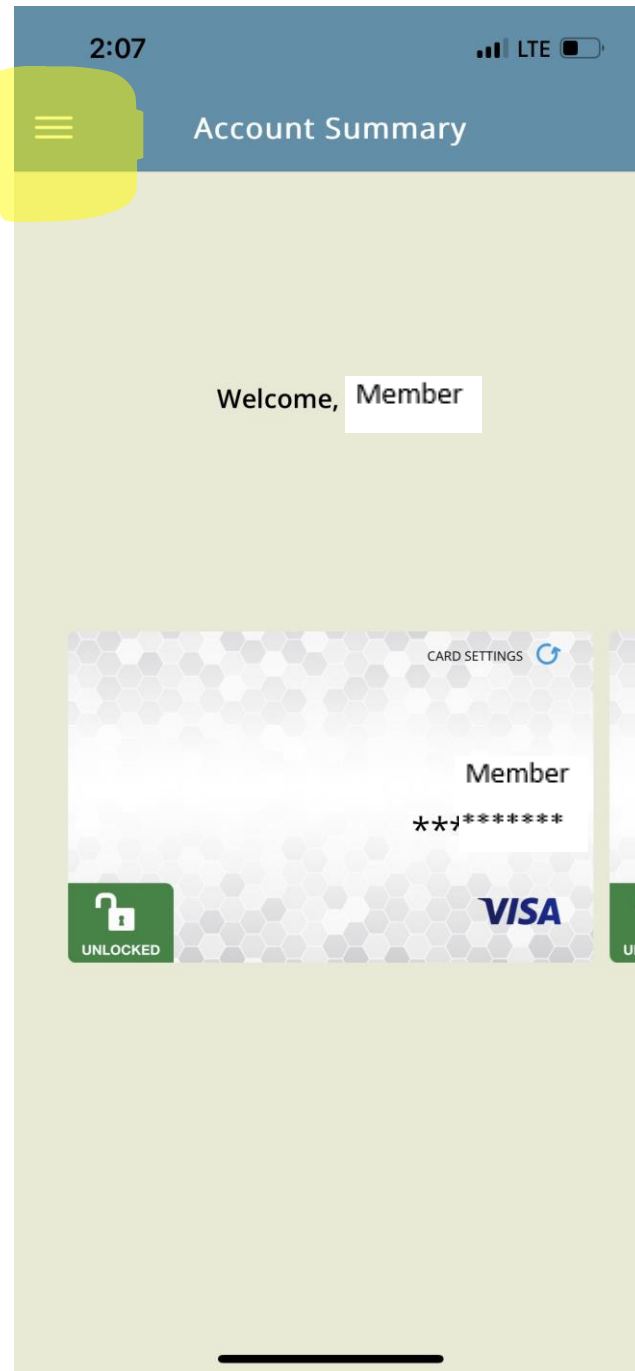 2:07 LTE
Account Summary
Welcome, Member
CARD SETTINGS
Member
**********
VISA
UNLOCKED